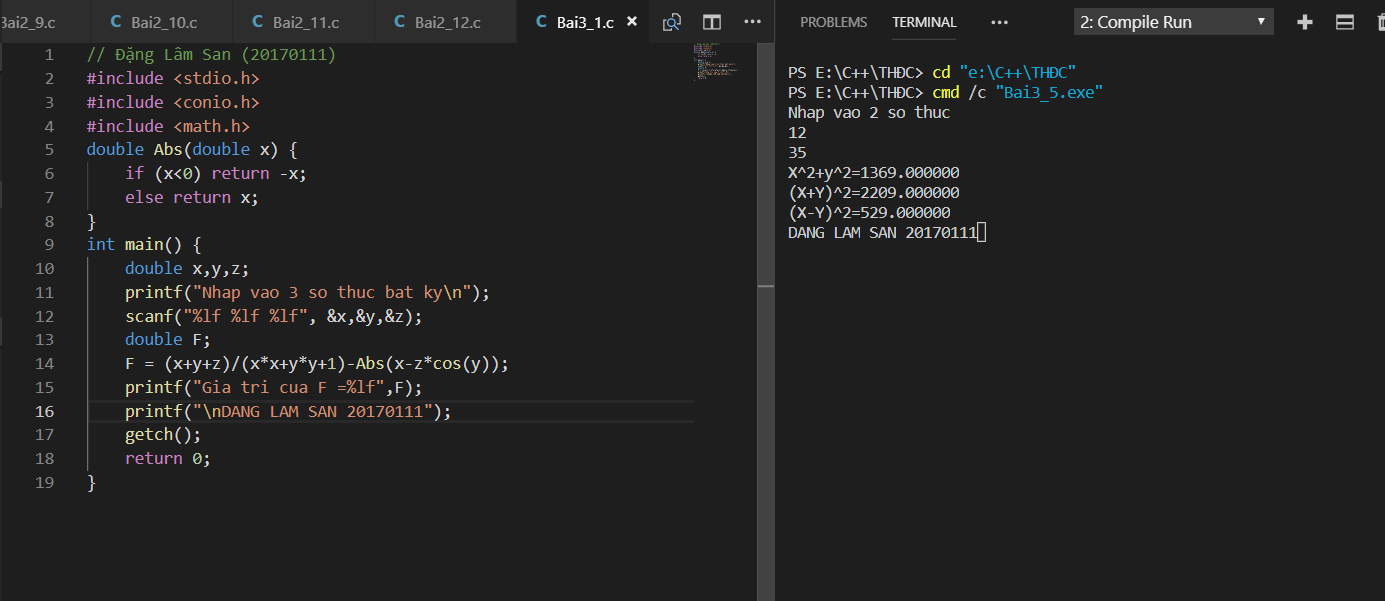 Bai2_9.c Bai2_10.c Bai2_11.c Bai2_12.c Bai3_1.c
1 // Đặng Lâm San (20170111)
2 #include <stdio.h>
3 #include <conio.h>
4 #include <math.h>
5 double Abs(double x) {
6 if (x<0) return -x;
7 else return x;
8 }
9 int main() {
10 double x,y,z;
11 printf("Nhap vao 3 so thuc bat ky\n");
12 scanf("%lf %lf %lf", &x,&y,&z);
13 double F;
14 F = (x+y+z)/(x*x+y*y+1)-Abs(x-z*cos(y));
15 printf("Gia tri cua F =%lf",F);
16 printf("\nDANG LAM SAN 20170111");
17 getch();
18 return 0;
19 }
PROBLEMS TERMINAL ••• 2: Compile Run
PS E:\C++\THĐC> cd "e:\C++\THĐC"
PS E:\C++\THĐC> cmd /c "Bai3_5.exe"
Nhap vao 2 so thuc
12
35
X^2+y^2=1369.000000
(X+Y)^2=2209.000000
(X-Y)^2=529.000000
DANG LAM SAN 20170111